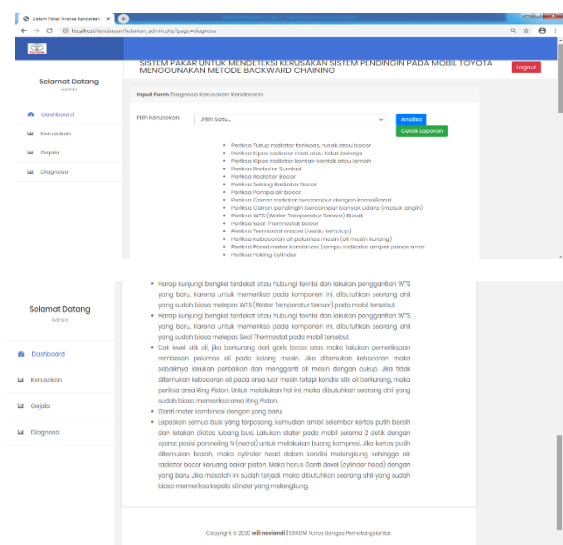 Sistem Pakar Analisa Kendaraan
localhost/kendaraan/halaman_admin.php?page=diagnosa
TOYOTA
SISTEM PAKAR UNTUK MENDETEKSI KERUSAKAN SISTEM PENDINGIN PADA MOBIL TOYOTA
MENGGUNAKAN METODE BACKWARD CHAINING
Logout
Selamat Datang
Admin
Dashboard
Kerusakan
Gejala
Diagnosa
Input Form Diagnosa Kerusakan Kendaraan
Pilih Kerusakan
..Pilih Satu..
Analisa
Cetak Laporan
• Periksa Tutup radiator terlepas, rusak atau bocor
• Periksa Kipas radiator mati atau tidak bekerja
• Periksa Kipas radiator kontak-kontak atau lemah
• Periksa Radiator Sumbat
• Periksa Radiator Bocor
• Periksa Selang Radiator Bocor
• Periksa Pompa air bocor
• Periksa Cairan radiator bercampur dengan korosi/karat
• Periksa Cairan pendingin bercampur banyak udara (masuk angin)
• Periksa WTS (Water Temperatur Sensor) Rusak
• Periksa Seal Thermostat bocor
• Periksa Termostat macet (selalu tertutup)
• Periksa kebocoran oli pelumas mesin (oli mesin kurang)
• Periksa Panel meter kombinasi (lampu indikator amper panas error
• Periksa Paking cylinder
• Harap kunjungi bengkel terdekat atau hubungi teknisi dan lakukan penggantian WTS
yang baru, Karena untuk memeriksa pada komponen ini, dibutuhkan seorang ahli
yang sudah biasa melepas WTS (Water Temperatur Sensor) pada mobil tersebut.
• Harap kunjungi bengkel terdekat atau hubungi teknisi dan lakukan penggantian WTS
yang baru, Karena untuk memeriksa pada komponen ini, dibutuhkan seorang ahli
yang sudah biasa melepas Seal Thermostat pada mobil tersebut.
• Cek level stik oli, jika berkurang dari garis batas atas maka lakukan pemeriksaan
rembesan pelumas oli pada kolong mesin. Jika ditemukan kebocoran maka
sebaiknya lakukan perbaikan dan mengganti oli mesin dengan cukup. Jika tidak
ditemukan kebocoran oli pada area luar mesin tetapi kondisi stik oli berkurang, maka
periksa area Ring Piston. Untuk melakukan hal ini, maka dibutuhkan seorang ahli yang
sudah biasa memeriksa area Ring Piston.
• Ganti meter kombinasi dengan yang baru.
• Lepaskan semua busi yang terpasang, kemudian ambil selembar kertas putih bersih
dan letakan diatas lubang busi. Lakukan stater pada mobil selama 2 detik dengan
syarat posisi porsneling N (netral) untuk melakukan buang kompresi. Jika kertas putih
ditemukan basah, maka cylinder head dalam kondisi melengkung sehingga air
radiator bocor keruang bakar piston. Maka harus Ganti dexel (cylinder head) dengan
yang baru. Jika masalah ini sudah terjadi, maka dibutuhkan seorang ahli yang sudah
biasa memeriksa kepala silinder yang melengkung.
Selamat Datang
Admin
Dashboard
Kerusakan
Gejala
Diagnosa
Copyright © 2020 wili noviandi | STIKOM Tunas Bangsa Pematangsiantar.